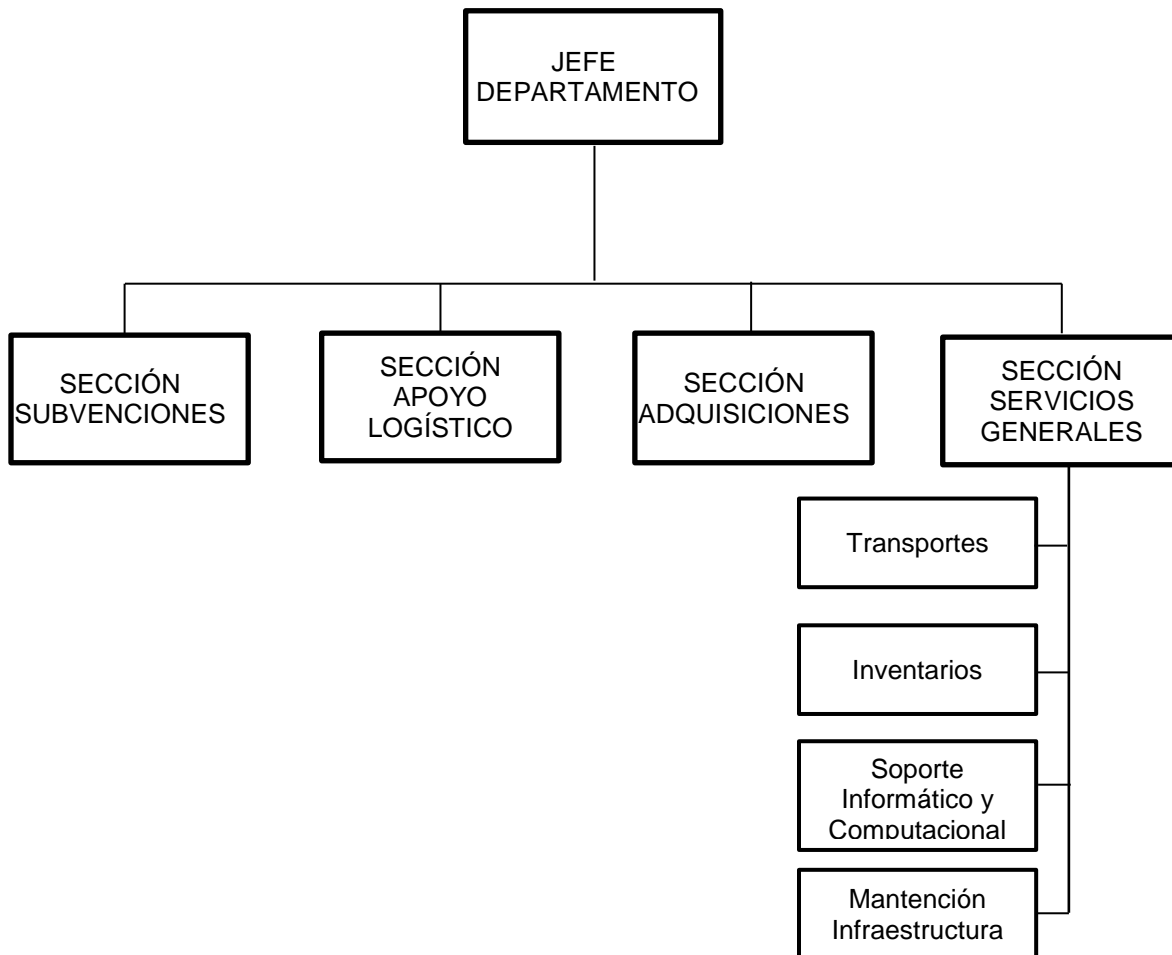 JEFE
DEPARTAMENTO
SECCIÓN
SUBVENCIONES
SECCIÓN
APOYO
LOGÍSTICO
SECCIÓN
ADQUISICIONES
SECCIÓN
SERVICIOS
GENERALES
Transportes
Inventarios
Soporte
Informático y
Computacional
Mantención
Infraestructura